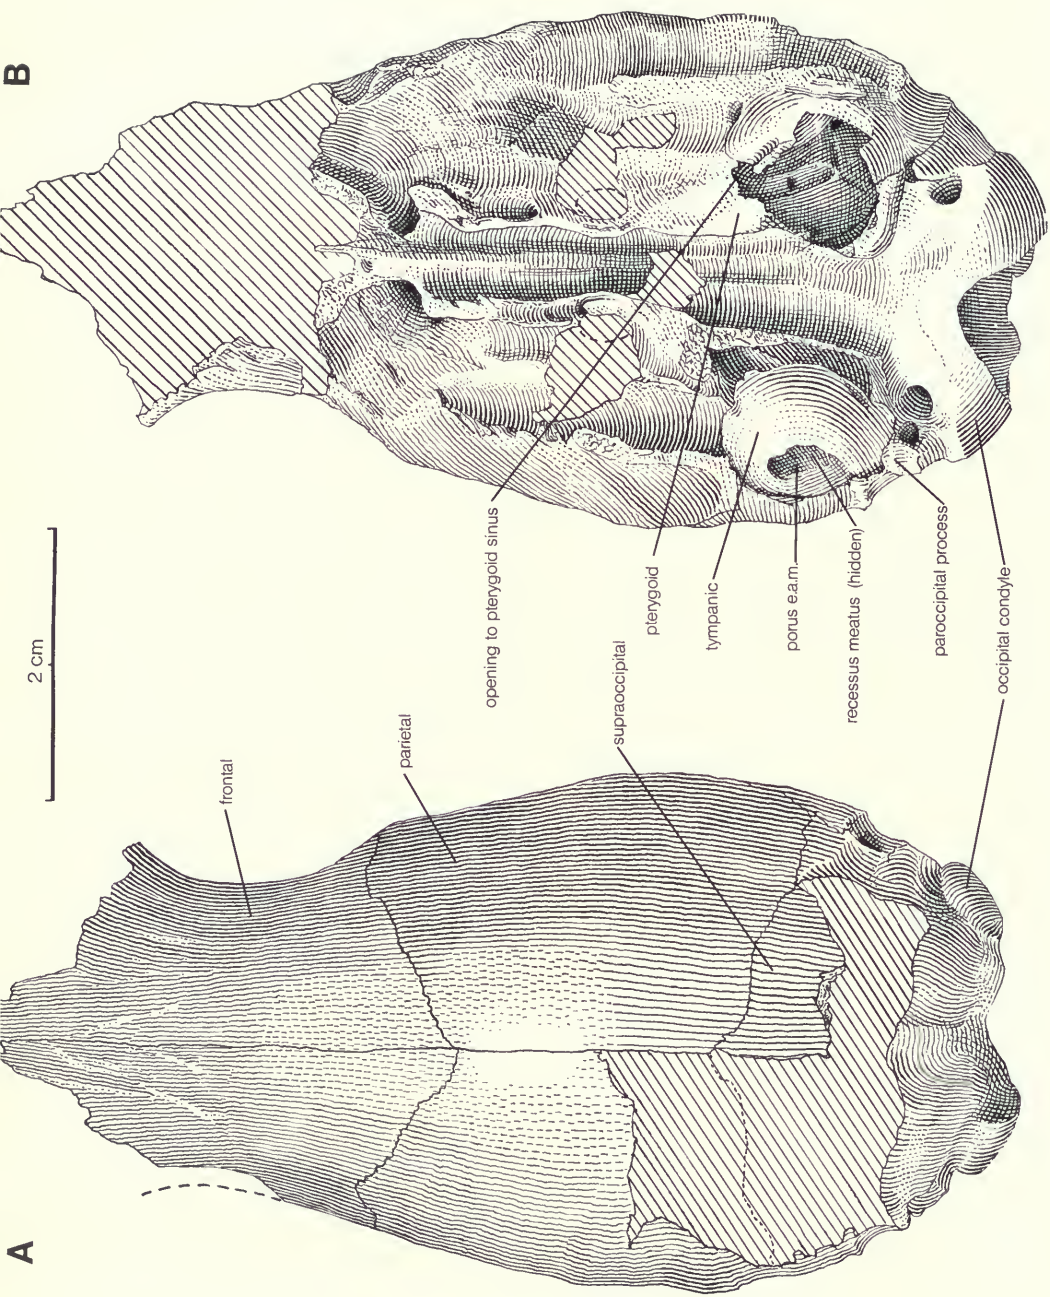 A
B
2 cm
frontal
parietal
supraoccipital
opening to pterygoid sinus
pterygoid
tympanic
porus e.a.m.
recessus meatus (hidden)
paroccipital process
occipital condyle